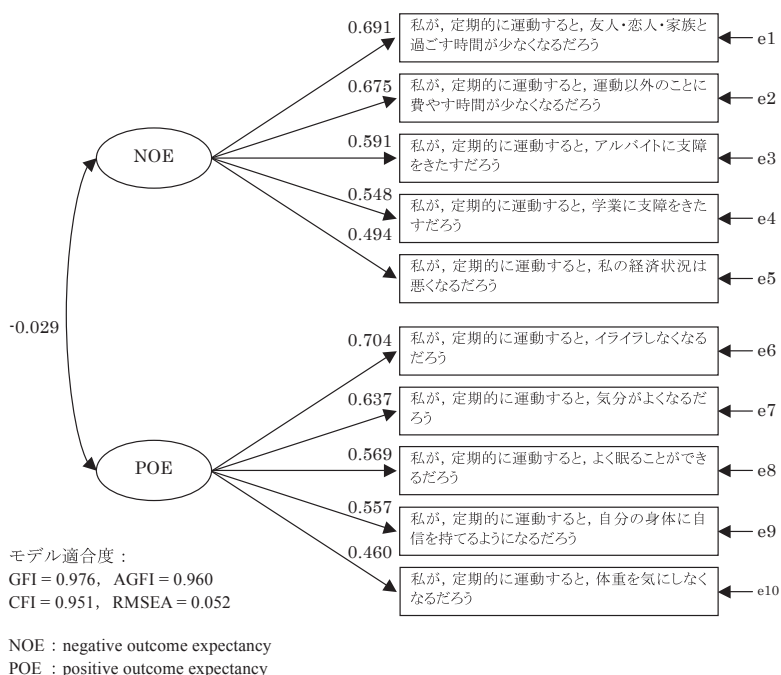 0.691
私が，定期的に運動すると，友人・恋人・家族と
過ごす時間が少なくなるだろう
e1
0.675
私が，定期的に運動すると，運動以外のことに
費やす時間が少なくなるだろう
e2
0.591
私が，定期的に運動すると，アルバイトに支障
をきたすだろう
e3
NOE
0.548
私が，定期的に運動すると，学業に支障をきた
すだろう
e4
0.494
私が，定期的に運動すると，私の経済状況は
悪くなるだろう
e5
-0.029
0.704
私が，定期的に運動すると，イライラしなくなる
だろう
e6
0.637
私が，定期的に運動すると，気分がよくなるだ
ろう
e7
POE
0.569
私が，定期的に運動すると，よく眠ることができ
るだろう
e8
0.557
私が，定期的に運動すると，自分の身体に自
信を持てるようになるだろう
e9
0.460
私が，定期的に運動すると，体重を気にしなく
なるだろう
e10
モデル適合度：
GFI = 0.976， AGFI = 0.960
CFI = 0.951， RMSEA = 0.052
NOE：negative outcome expectancy
POE ：positive outcome expectancy